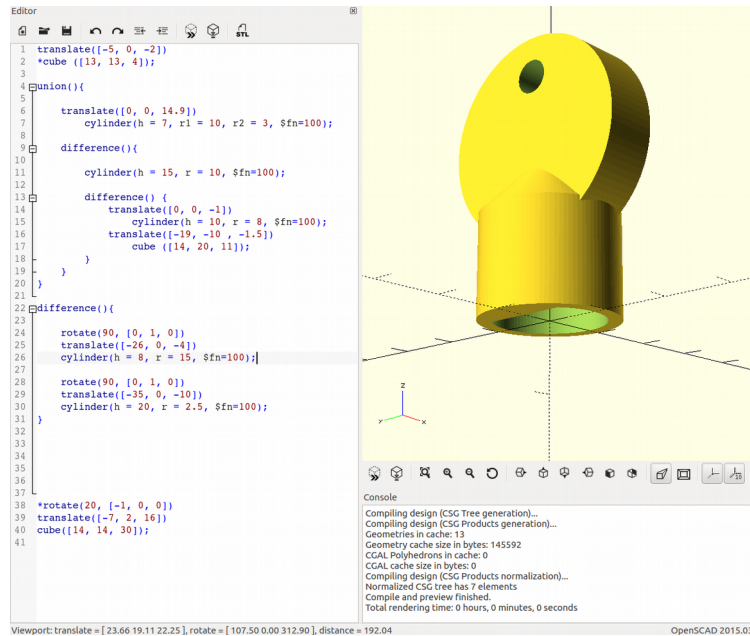 Editor
STL
1 translate([-5, 0, -2])
2 *cube ([13, 13, 4]);
3
4 union(){
5
6 translate([0, 0, 14.9])
7 cylinder(h = 7, r1 = 10, r2 = 3, $fn=100);
8
9 difference(){
10
11 cylinder(h = 15, r = 10, $fn=100);
12
13 difference() {
14 translate([0, 0, -1])
15 cylinder(h = 10, r = 8, $fn=100);
16 translate([-19, -10 , -1.5])
17 cube ([14, 20, 11]);
18 }
19 }
20 }
21
22 difference(){
23
24 rotate(90, [0, 1, 0])
25 translate([-26, 0, -4])
26 cylinder(h = 8, r = 15, $fn=100);
27
28 rotate(90, [0, 1, 0])
29 translate([-35, 0, -10])
30 cylinder(h = 20, r = 2.5, $fn=100);
31 }
32
33
34
35
36
37
38 *rotate(20, [-1, 0, 0])
39 translate([-7, 2, 16])
40 cube([14, 14, 30]);
41
z
y
x
10
Console
Compiling design (CSG Tree generation)...
Compiling design (CSG Products generation)...
Geometries in cache: 13
Geometry cache size in bytes: 145592
CGAL Polyhedrons in cache: 0
CGAL cache size in bytes: 0
Compiling design (CSG Products normalization)...
Normalized CSG tree has 7 elements
Compile and preview finished.
Total rendering time: 0 hours, 0 minutes, 0 seconds
Viewport: translate = [ 23.66 19.11 22.25 ], rotate = [ 107.50 0.00 312.90 ], distance = 192.04
OpenSCAD 2015.03